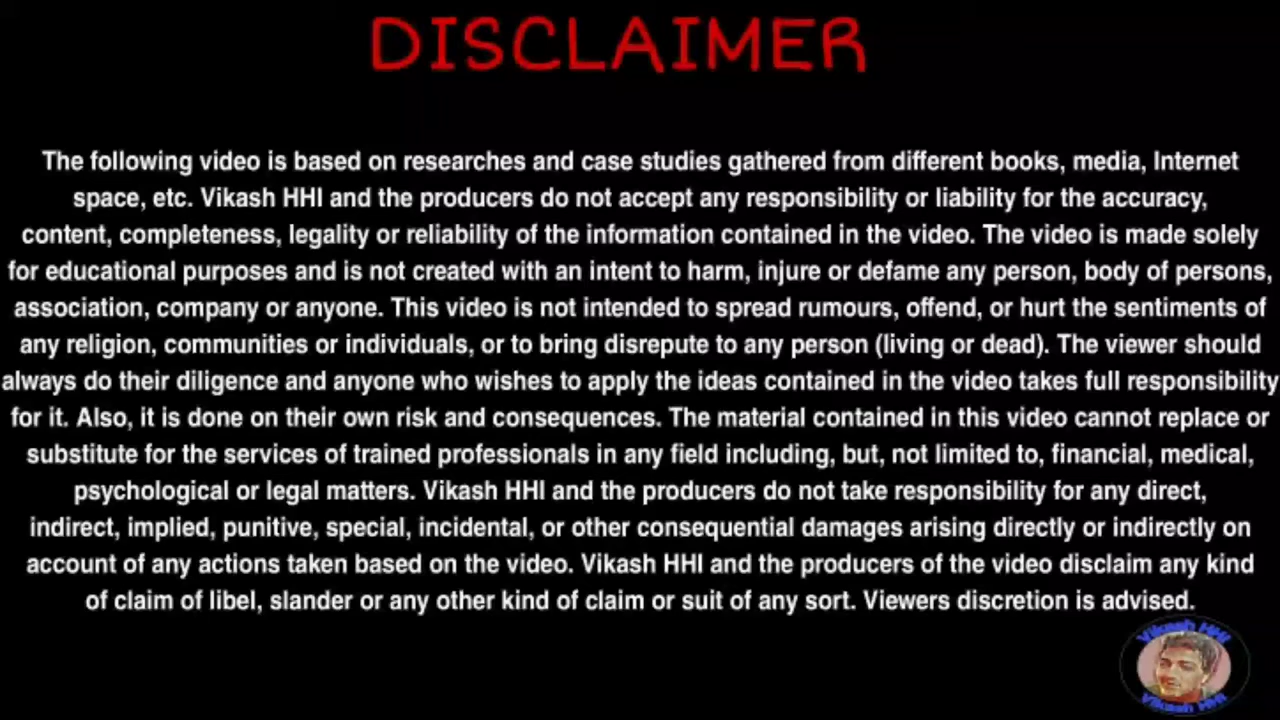 DISCLAIMER
The following video is based on researches and case studies gathered from different books, media, Internet
space, etc. Vikash HHI and the producers do not accept any responsibility or liability for the accuracy,
content, completeness, legality or reliability of the information contained in the video. The video is made solely
for educational purposes and is not created with an intent to harm, injure or defame any person, body of persons,
association, company or anyone. This video is not intended to spread rumours, offend, or hurt the sentiments of
any religion, communities or individuals, or to bring disrepute to any person (living or dead). The viewer should
always do their diligence and anyone who wishes to apply the ideas contained in the video takes full responsibility
for it. Also, it is done on their own risk and consequences. The material contained in this video cannot replace or
substitute for the services of trained professionals in any field including, but, not limited to, financial, medical,
psychological or legal matters. Vikash HHI and the producers do not take responsibility for any direct,
indirect, implied, punitive, special, incidental, or other consequential damages arising directly or indirectly on
account of any actions taken based on the video. Vikash HHI and the producers of the video disclaim any kind
of claim of libel, slander or any other kind of claim or suit of any sort. Viewers discretion is advised.
Vikash HHI
Vikash HHI